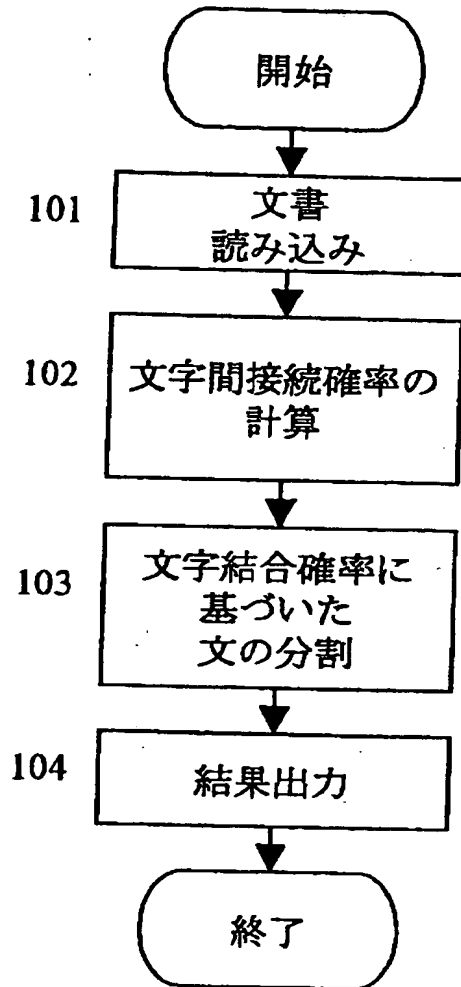 開始
101
文書
読み込み
102
文字間接続確率の
計算
103
文字結合確率に
基づいた
文の分割
104
結果出力
終了